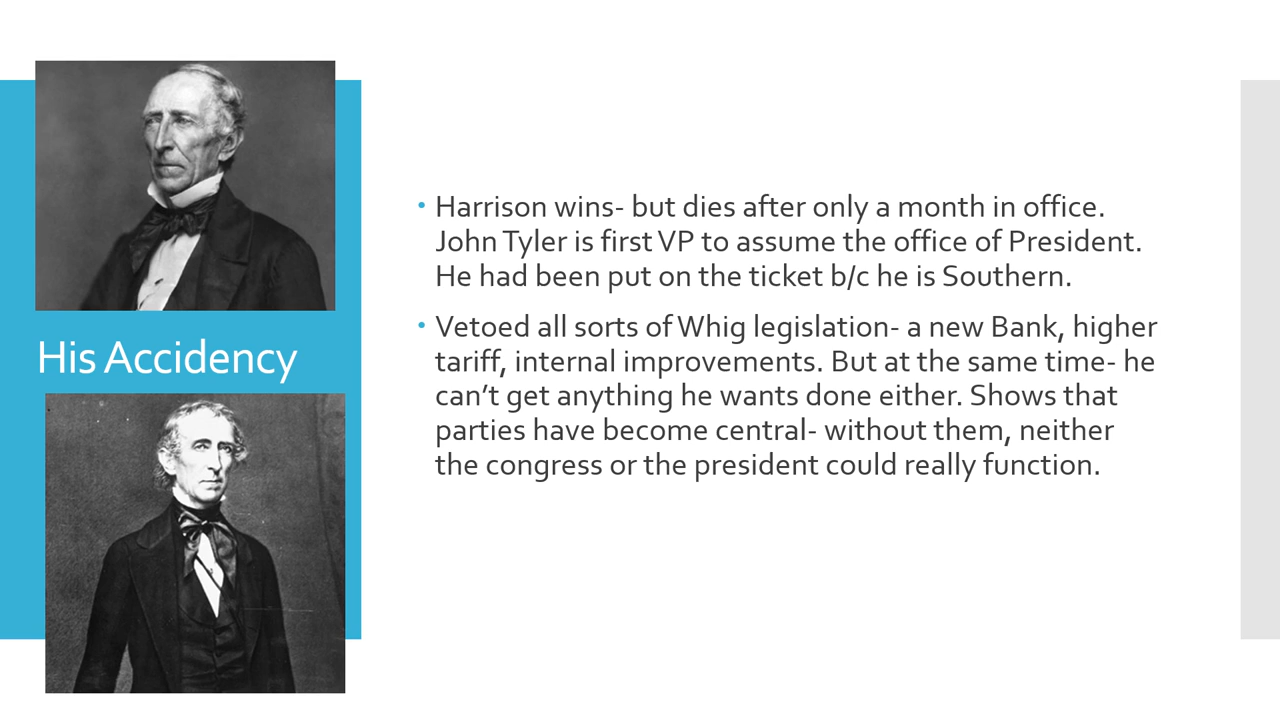 His Accidency
• Harrison wins- but dies after only a month in office.
John Tyler is first VP to assume the office of President.
He had been put on the ticket b/c he is Southern.
• Vetoed all sorts of Whig legislation- a new Bank, higher
tariff, internal improvements. But at the same time- he
can’t get anything he wants done either. Shows that
parties have become central- without them, neither
the congress or the president could really function.